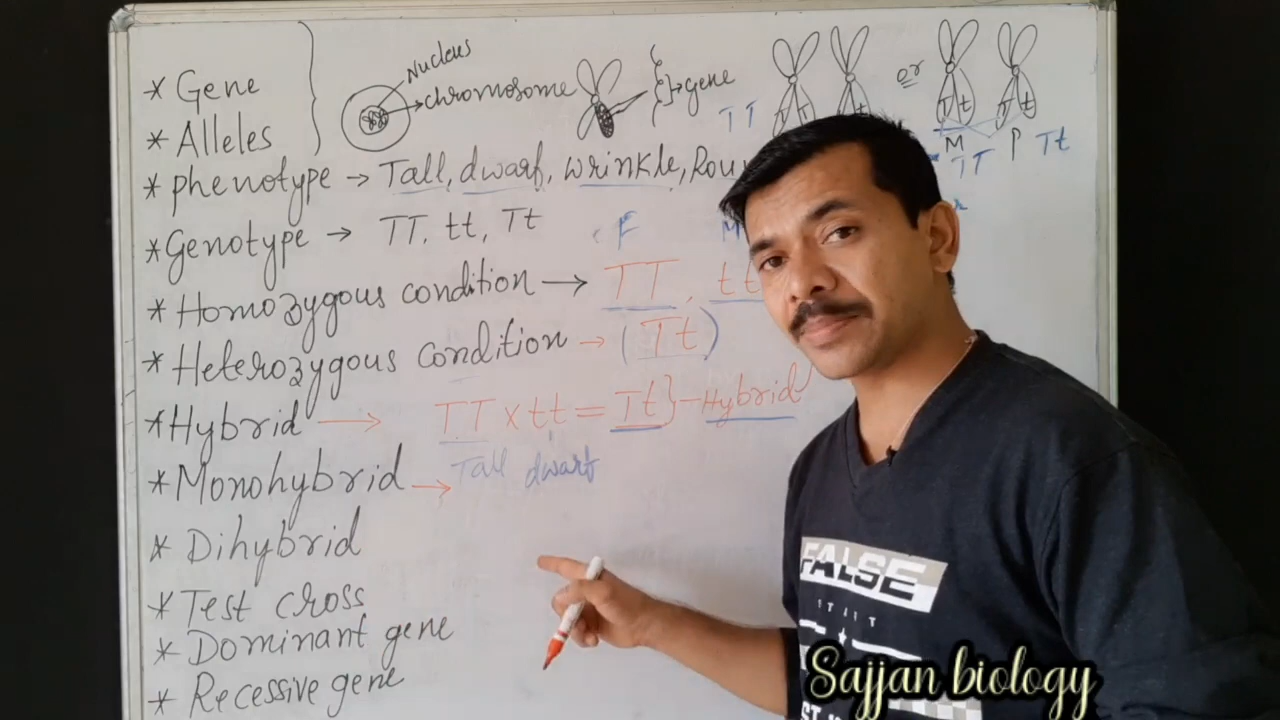 * Gene
* Alleles
Nucleus
chromosome
gene
TT
or
M P
TT Tt
* phenotype → Tall, dwarf, wrinkle,
* Genotype → TT, tt, Tt
F M
* Homozygous condition → TT, tt
* Heterozygous condition → (Tt)
* Hybrid → TT x tt = Tt } - Hybrid
Tall dwarf
* Monohybrid →
* Dihybrid
* Test cross
* Dominant gene
* Recessive gene
FALSE
Sajjan biology